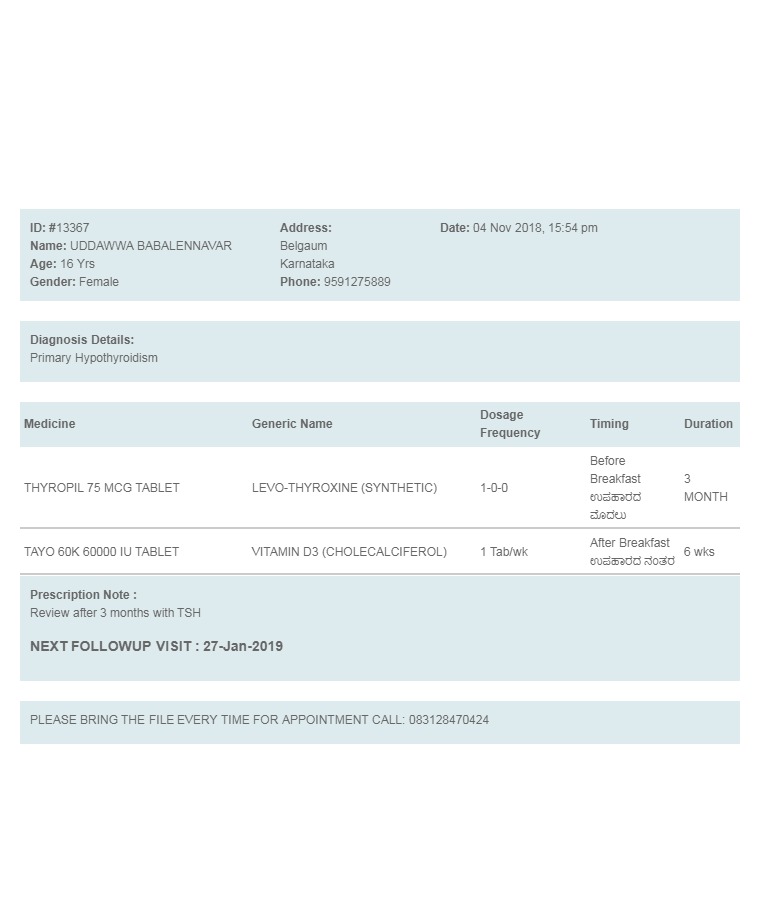 ID: #13367
Name: UDDAWWA BABALENNAVAR
Age: 16 Yrs
Gender: Female
Address:
Belgaum
Karnataka
Phone: 9591275889
Date: 04 Nov 2018, 15:54 pm
Diagnosis Details:
Primary Hypothyroidism
Medicine Generic Name Dosage Frequency Timing Duration
THYROPIL 75 MCG TABLET LEVO-THYROXINE (SYNTHETIC) 1-0-0 Before Breakfast ಉಪಹಾರದ ಮೊದಲು 3 MONTH
TAYO 60K 60000 IU TABLET VITAMIN D3 (CHOLECALCIFEROL) 1 Tab/wk After Breakfast ಉಪಹಾರದ ನಂತರ 6 wks
Prescription Note :
Review after 3 months with TSH
NEXT FOLLOWUP VISIT : 27-Jan-2019
PLEASE BRING THE FILE EVERY TIME FOR APPOINTMENT CALL: 083128470424